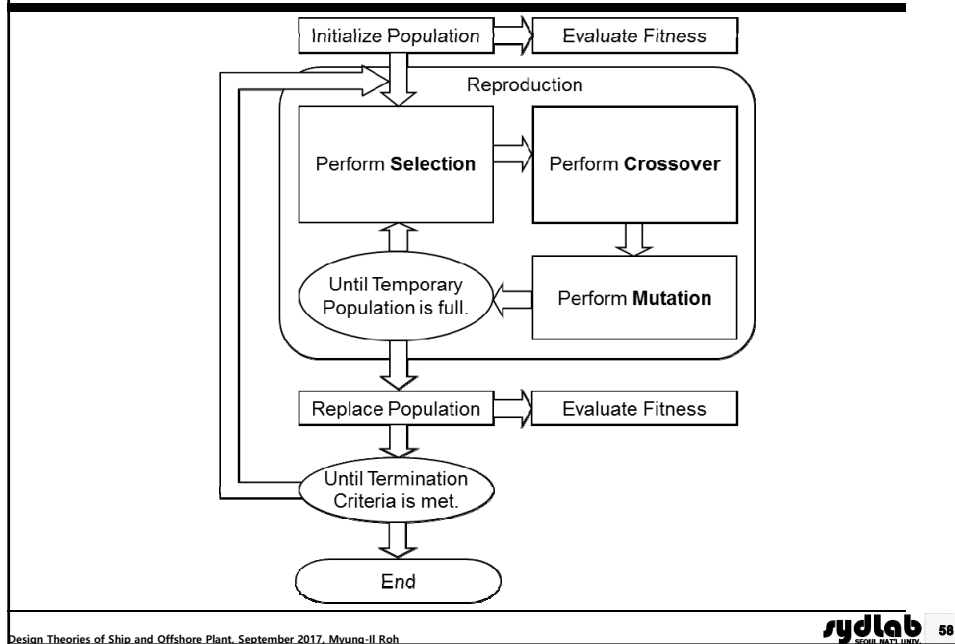 Initialize Population
Evaluate Fitness
Reproduction
Perform Selection
Perform Crossover
Until Temporary
Population is full.
Perform Mutation
Replace Population
Evaluate Fitness
Until Termination
Criteria is met.
End
Design Theories of Ship and Offshore Plant, September 2017, Myung-Il Roh
sydlab
SEOUL NAT'L UNIV.
58